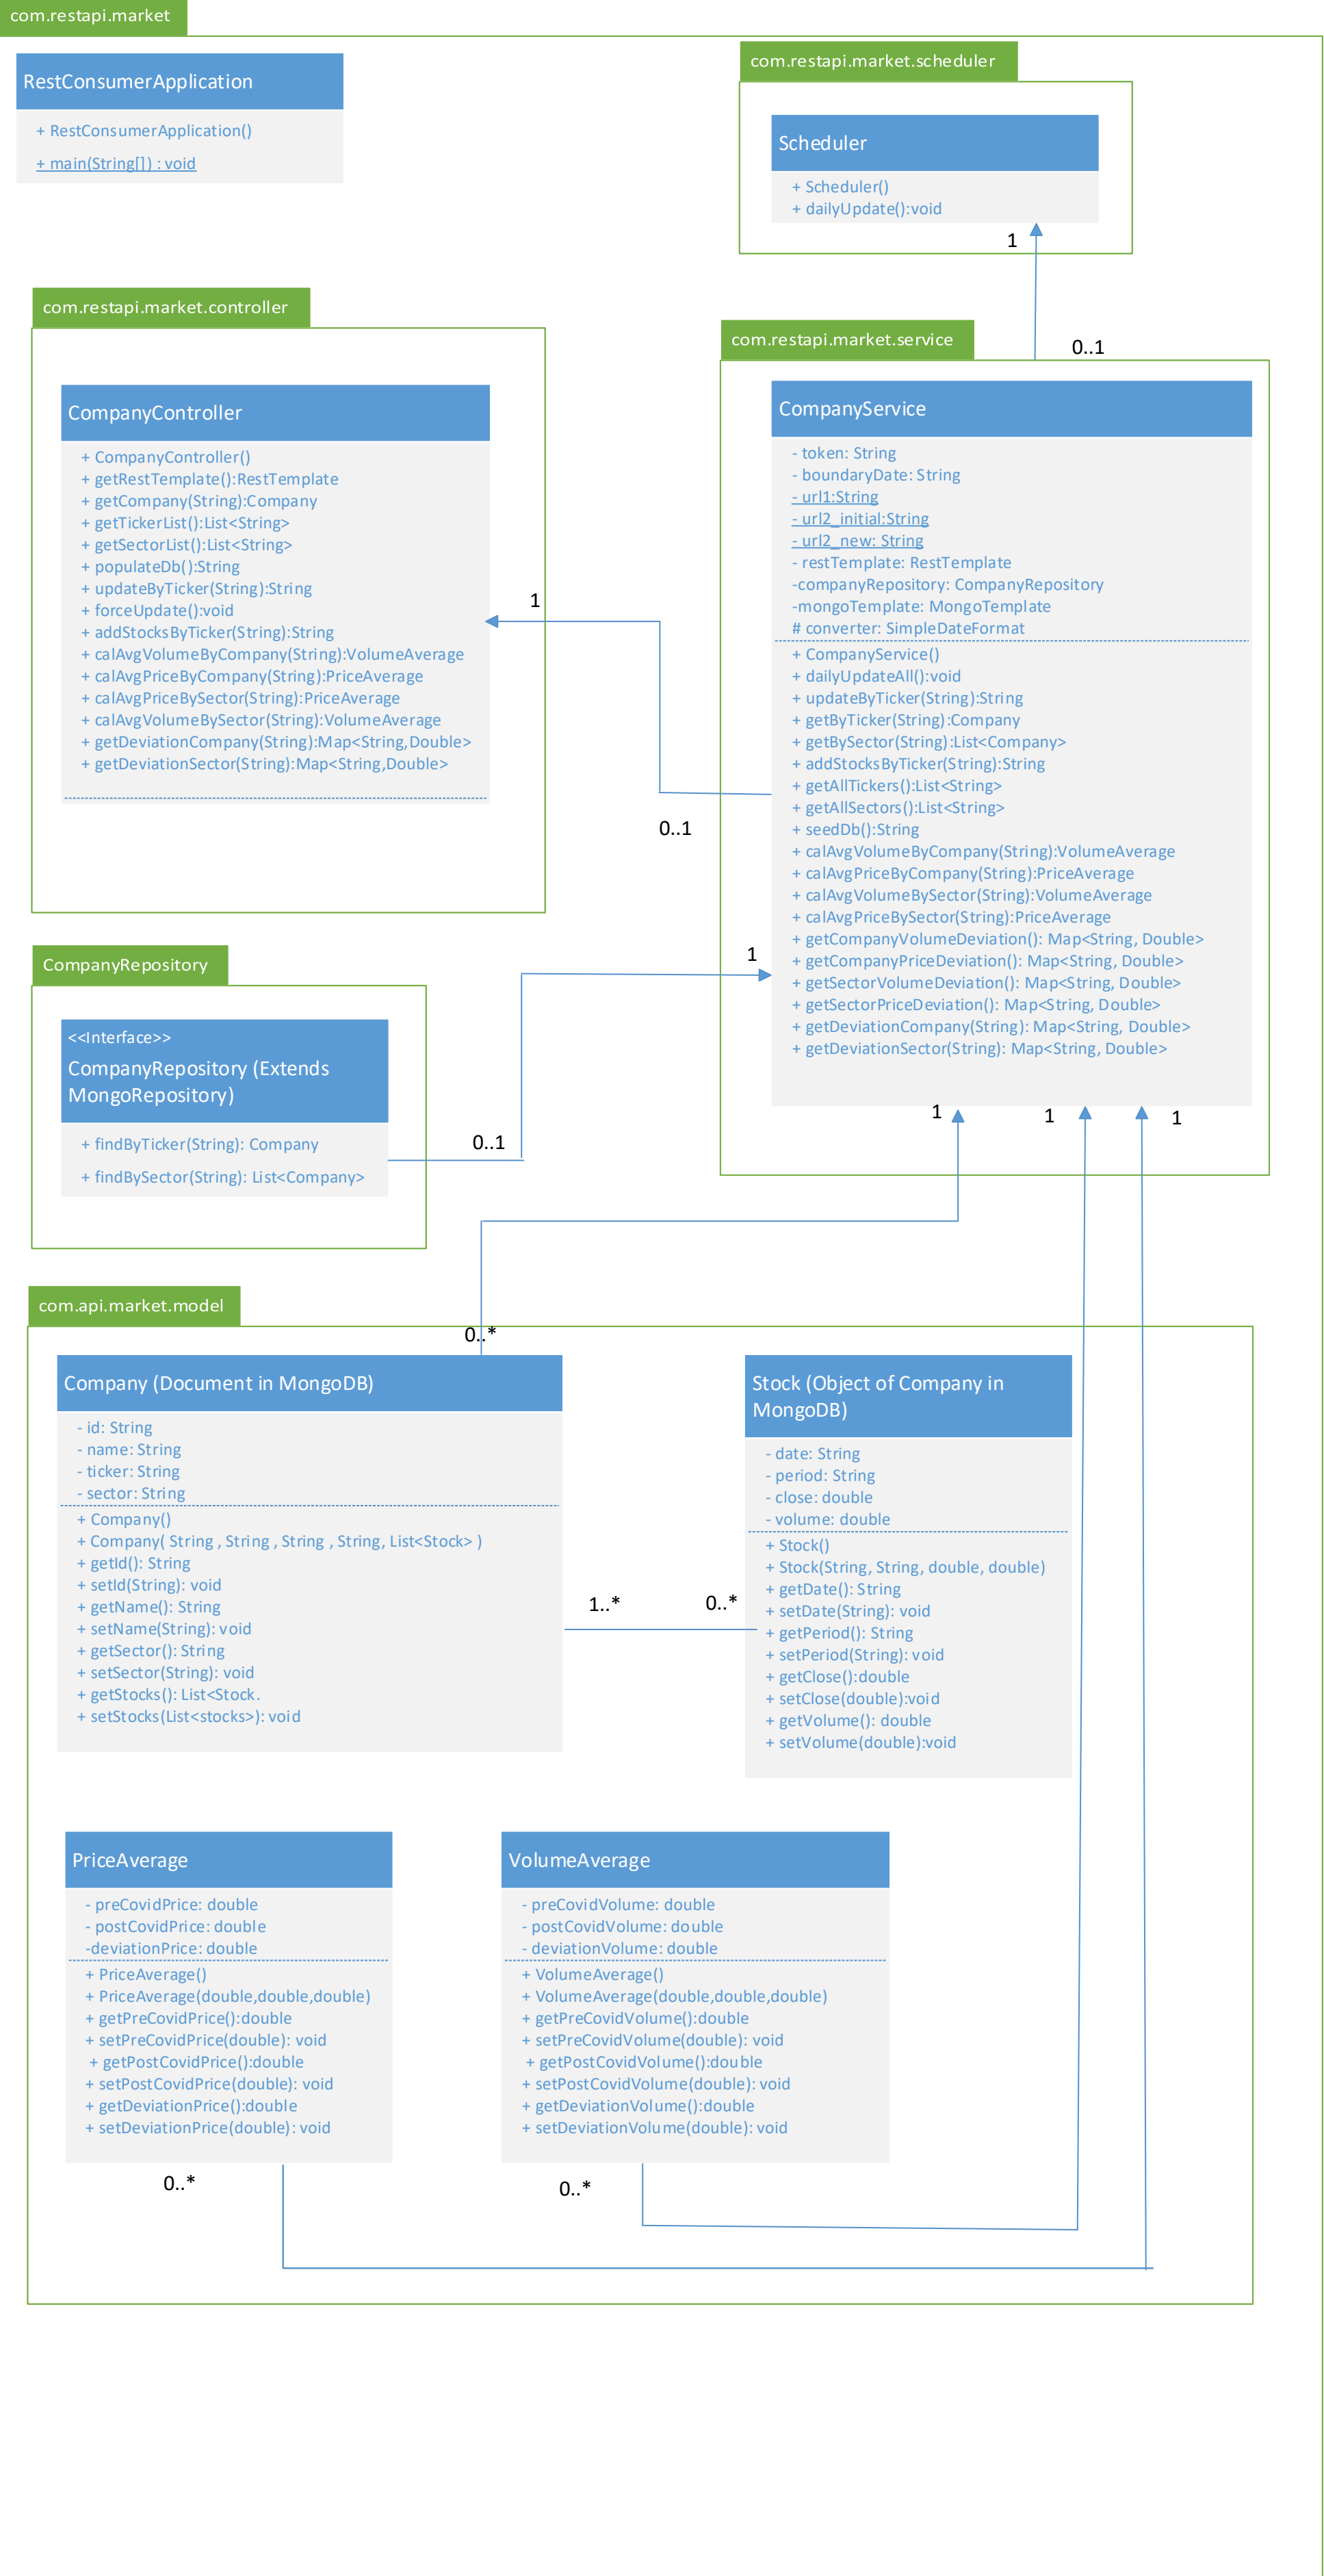 com.restapi.market
RestConsumerApplication
+ RestConsumerApplication()
+ main(String[]) : void
com.restapi.market.scheduler
Scheduler
+ Scheduler()
+ dailyUpdate():void
1
0..1
com.restapi.market.controller
CompanyController
+ CompanyController()
+ getRestTemplate():RestTemplate
+ getCompany(String):Company
+ getTickerList():List<String>
+ getSectorList():List<String>
+ populateDb():String
+ updateByTicker(String):String
+ forceUpdate():void
+ addStocksByTicker(String):String
+ calAvgVolumeByCompany(String):VolumeAverage
+ calAvgPriceByCompany(String):PriceAverage
+ calAvgPriceBySector(String):PriceAverage
+ calAvgVolumeBySector(String):VolumeAverage
+ getDeviationCompany(String):Map<String,Double>
+ getDeviationSector(String):Map<String,Double>
1
0..1
com.restapi.market.service
CompanyService
- token: String
- boundaryDate: String
- url1:String
- url2_initial:String
- url2_new: String
- restTemplate: RestTemplate
-companyRepository: CompanyRepository
-mongoTemplate: MongoTemplate
# converter: SimpleDateFormat
+ CompanyService()
+ dailyUpdateAll():void
+ updateByTicker(String):String
+ getByTicker(String):Company
+ getBySector(String):List<Company>
+ addStocksByTicker(String):String
+ getAllTickers():List<String>
+ getAllSectors():List<String>
+ seedDb():String
+ calAvgVolumeByCompany(String):VolumeAverage
+ calAvgPriceByCompany(String):PriceAverage
+ calAvgVolumeBySector(String):VolumeAverage
+ calAvgPriceBySector(String):PriceAverage
+ getCompanyVolumeDeviation(): Map<String, Double>
+ getCompanyPriceDeviation(): Map<String, Double>
+ getSectorVolumeDeviation(): Map<String, Double>
+ getSectorPriceDeviation(): Map<String, Double>
+ getDeviationCompany(String): Map<String, Double>
+ getDeviationSector(String): Map<String, Double>
1
1
1
1
CompanyRepository
<<Interface>>
CompanyRepository (Extends
MongoRepository)
+ findByTicker(String): Company
+ findBySector(String): List<Company>
0..1
com.api.market.model
0..*
Company (Document in MongoDB)
- id: String
- name: String
- ticker: String
- sector: String
+ Company()
+ Company( String , String , String , String, List<Stock> )
+ getId(): String
+ setId(String): void
+ getName(): String
+ setName(String): void
+ getSector(): String
+ setSector(String): void
+ getStocks(): List<Stock.
+ setStocks(List<stocks>): void
1..*
0..*
Stock (Object of Company in
MongoDB)
- date: String
- period: String
- close: double
- volume: double
+ Stock()
+ Stock(String, String, double, double)
+ getDate(): String
+ setDate(String): void
+ getPeriod(): String
+ setPeriod(String): void
+ getClose():double
+ setClose(double):void
+ getVolume(): double
+ setVolume(double):void
PriceAverage
- preCovidPrice: double
- postCovidPrice: double
-deviationPrice: double
+ PriceAverage()
+ PriceAverage(double,double,double)
+ getPreCovidPrice():double
+ setPreCovidPrice(double): void
+ getPostCovidPrice():double
+ setPostCovidPrice(double): void
+ getDeviationPrice():double
+ setDeviationPrice(double): void
0..*
VolumeAverage
- preCovidVolume: double
- postCovidVolume: double
- deviationVolume: double
+ VolumeAverage()
+ VolumeAverage(double,double,double)
+ getPreCovidVolume():double
+ setPreCovidVolume(double): void
+ getPostCovidVolume():double
+ setPostCovidVolume(double): void
+ getDeviationVolume():double
+ setDeviationVolume(double): void
0..*